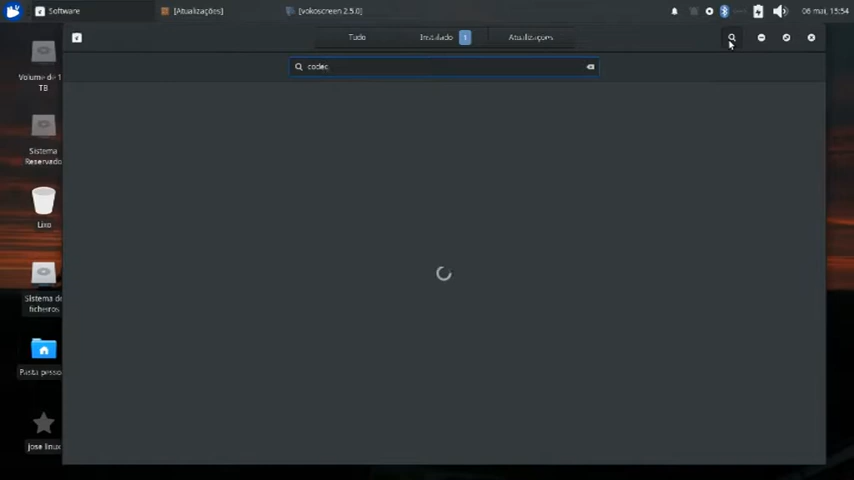 Software
[Atualizações]
[vokoscreen 2.5.0]
06 mai, 15:54
Tudo
Instalado 1
Atualizações
codec
Volume de 1
TB
Sistema
Reservado
Lixo
Sistema de
ficheiros
Pasta pesso
jose linux